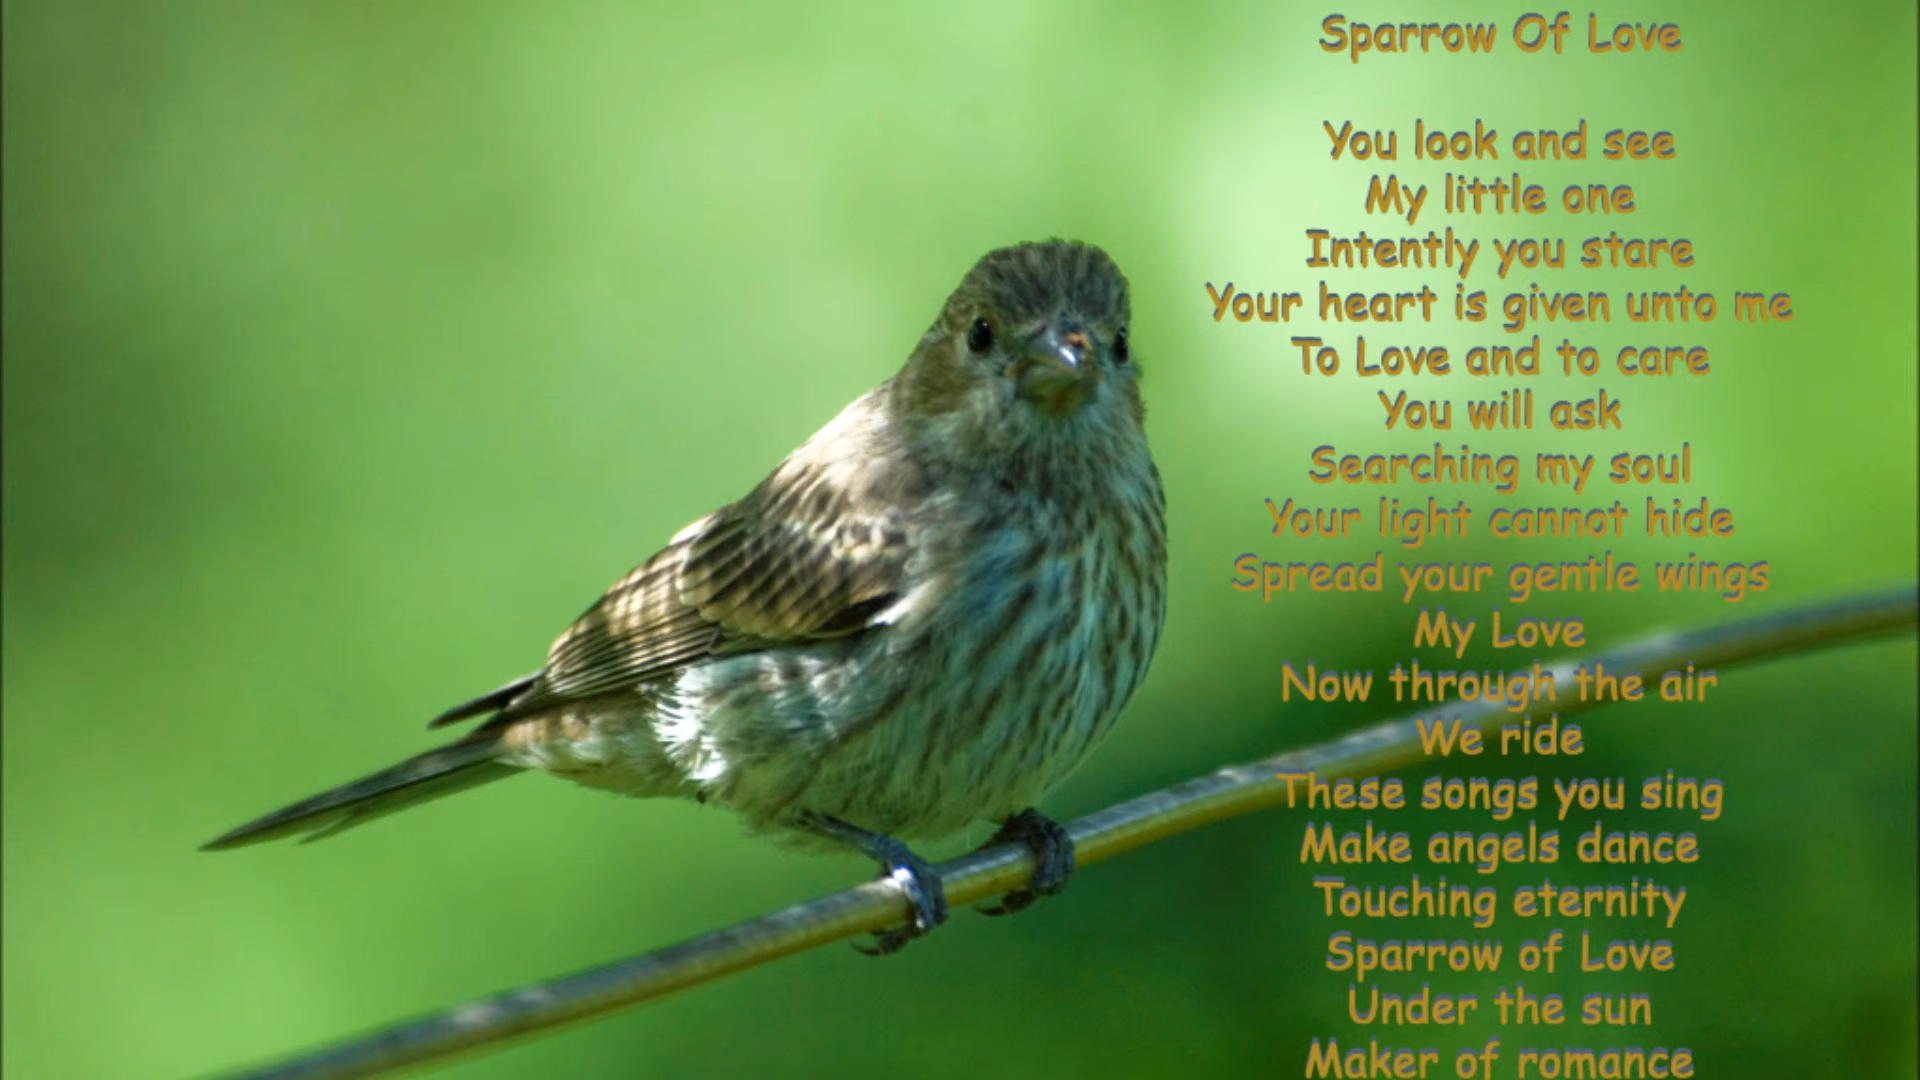 Sparrow Of Love
You look and see
My little one
Intently you stare
Your heart is given unto me
To Love and to care
You will ask
Searching my soul
Your light cannot hide
Spread your gentle wings
My Love
Now through the air
We ride
These songs you sing
Make angels dance
Touching eternity
Sparrow of Love
Under the sun
Maker of romance